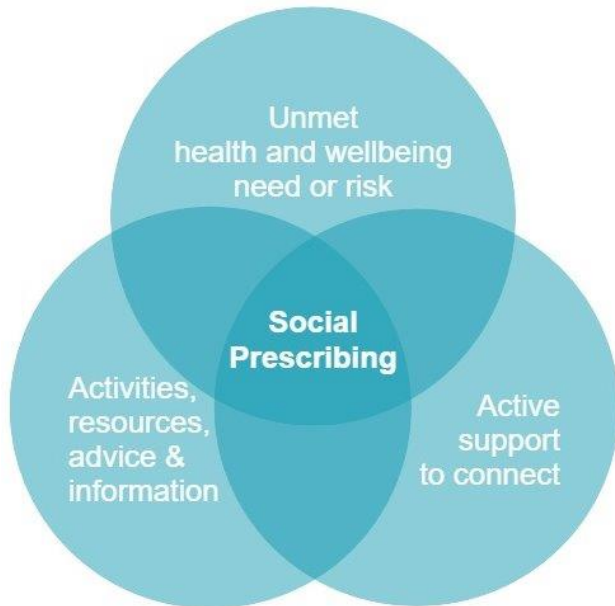 Unmet
health and wellbeing
need or risk
Social
Prescribing
Activities,
resources,
advice &
information
Active
support
to connect